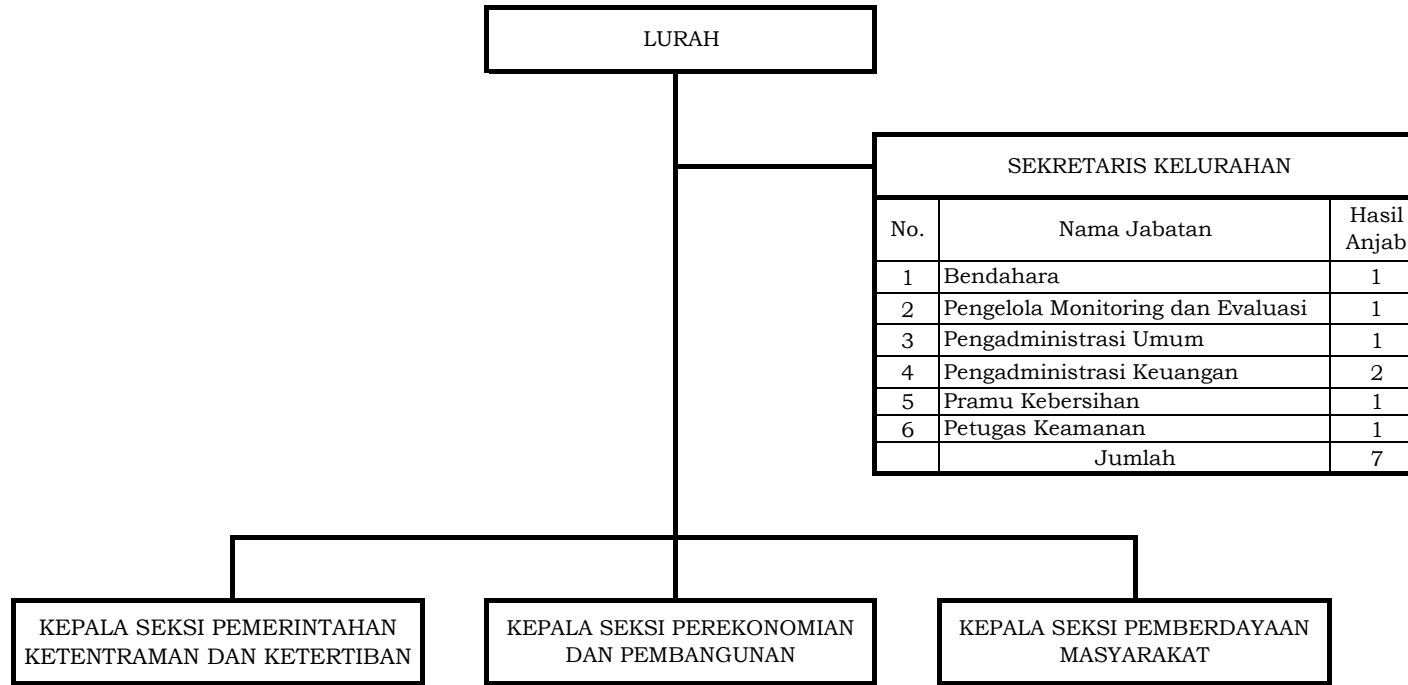 LURAH
SEKRETARIS KELURAHAN
No. Nama Jabatan Hasil Anjab
1 Bendahara 1
2 Pengelola Monitoring dan Evaluasi 1
3 Pengadministrasi Umum 1
4 Pengadministrasi Keuangan 2
5 Pramu Kebersihan 1
6 Petugas Keamanan 1
Jumlah 7
KEPALA SEKSI PEMERINTAHAN
KETENTRAMAN DAN KETERTIBAN
KEPALA SEKSI PEREKONOMIAN
DAN PEMBANGUNAN
KEPALA SEKSI PEMBERDAYAAN
MASYARAKAT